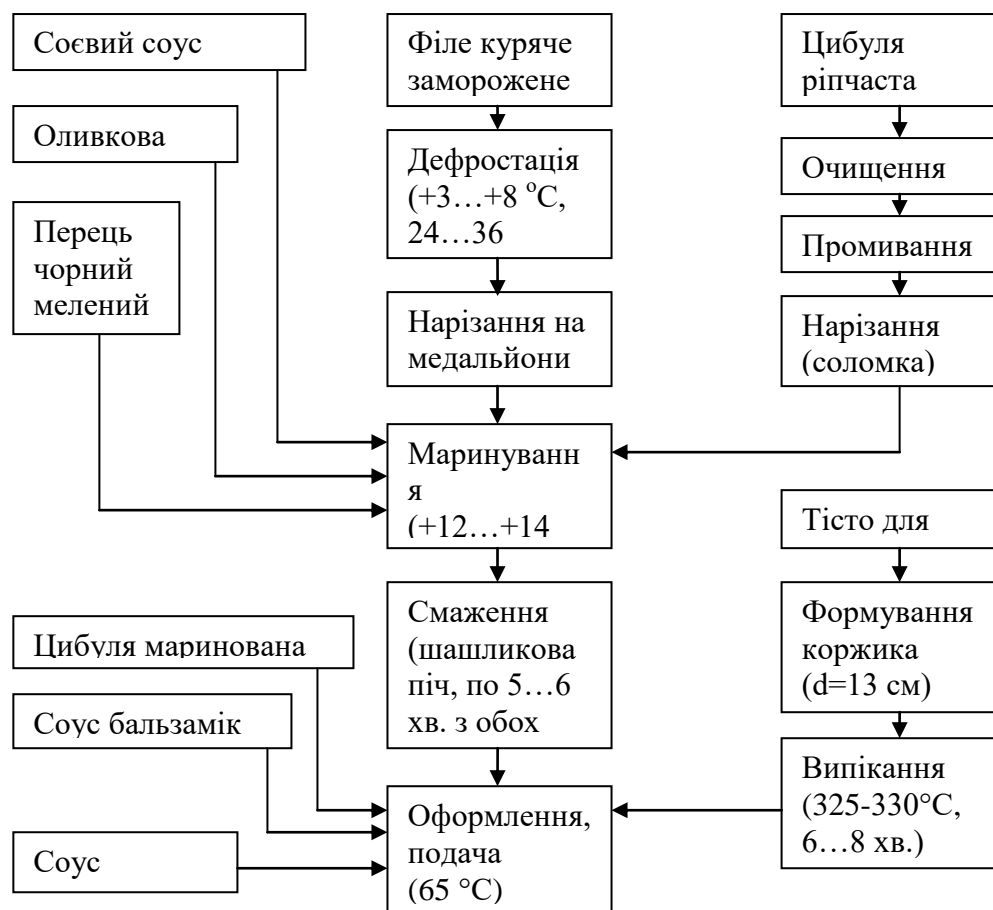 Соєвий соус
Оливкова
Перець
чорний
мелений
Філе куряче
заморожене
Дефростація
(+3…+8 °С,
24…36
Нарізання на
медальйони
Цибуля
ріпчаста
Очищення
Промивання
Нарізання
(соломка)
Маринуванн
я
(+12…+14
Тісто для
Смаження
(шашликова
піч, по 5…6
хв. з обох
Формування
коржика
(d=13 см)
Випікання
(325-330°С,
6…8 хв.)
Цибуля маринована
Соус бальзамік
Соус
Оформлення,
подача
(65 °С)